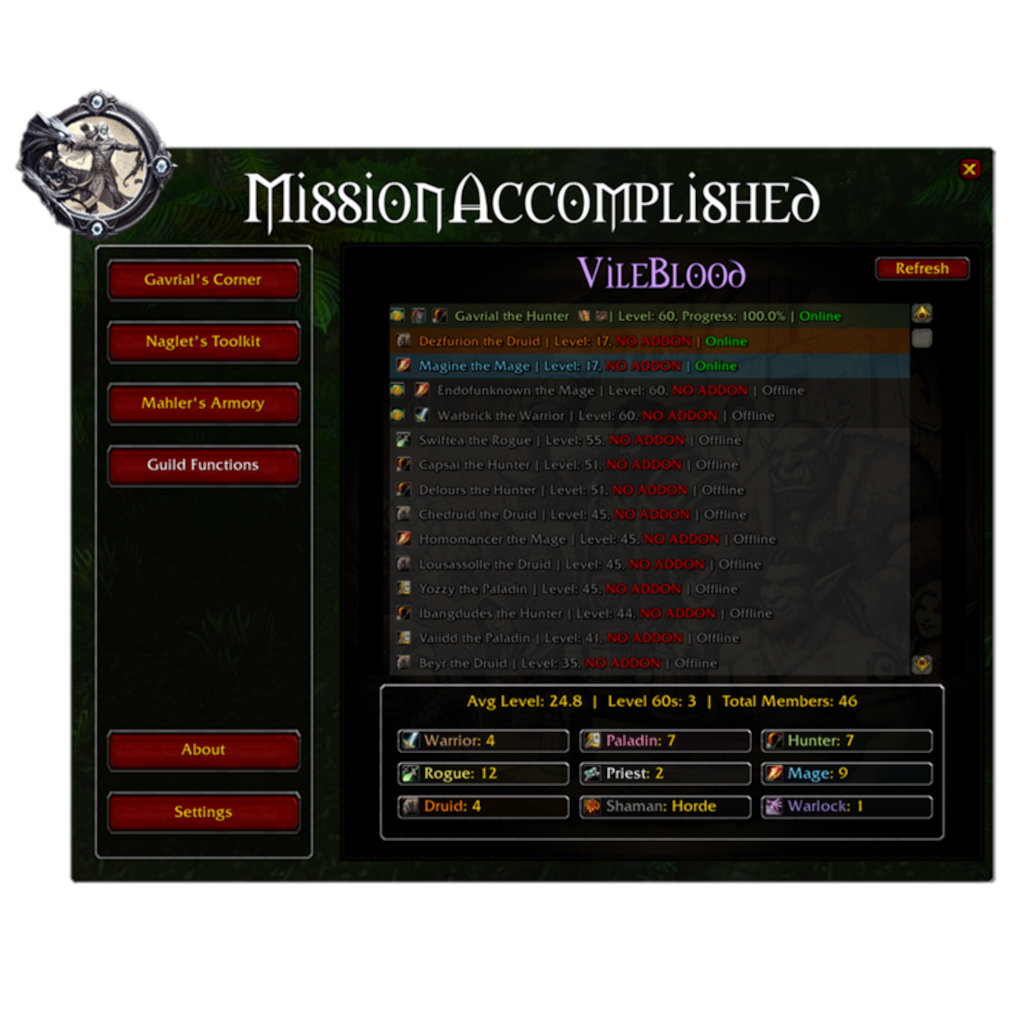 MissionAccomplished
Gavrial's Corner
Naglet's Toolkit
Mahler's Armory
Guild Functions
About
Settings
VileBlood
Refresh
Gavrial the Hunter | Level: 60, Progress: 100.0% | Online
Dezfurion the Druid | Level: 17, NO ADDON | Online
Magine the Mage | Level: 17, NO ADDON | Online
Endofunknown the Mage | Level: 60, NO ADDON | Offline
Warbrick the Warrior | Level: 60, NO ADDON | Offline
Swiftea the Rogue | Level: 55, NO ADDON | Offline
Capsai the Hunter | Level: 51, NO ADDON | Offline
Delours the Hunter | Level: 51, NO ADDON | Offline
Chedruid the Druid | Level: 45, NO ADDON | Offline
Homomancer the Mage | Level: 45, NO ADDON | Offline
Lousassolle the Druid | Level: 45, NO ADDON | Offline
Yozzy the Paladin | Level: 45, NO ADDON | Offline
Ibangdudes the Hunter | Level: 44, NO ADDON | Offline
Vaiidd the Paladin | Level: 41, NO ADDON | Offline
Beyr the Druid | Level: 35, NO ADDON | Offline
Avg Level: 24.8 | Level 60s: 3 | Total Members: 46
Warrior: 4
Paladin: 7
Hunter: 7
Rogue: 12
Priest: 2
Mage: 9
Druid: 4
Shaman: Horde
Warlock: 1